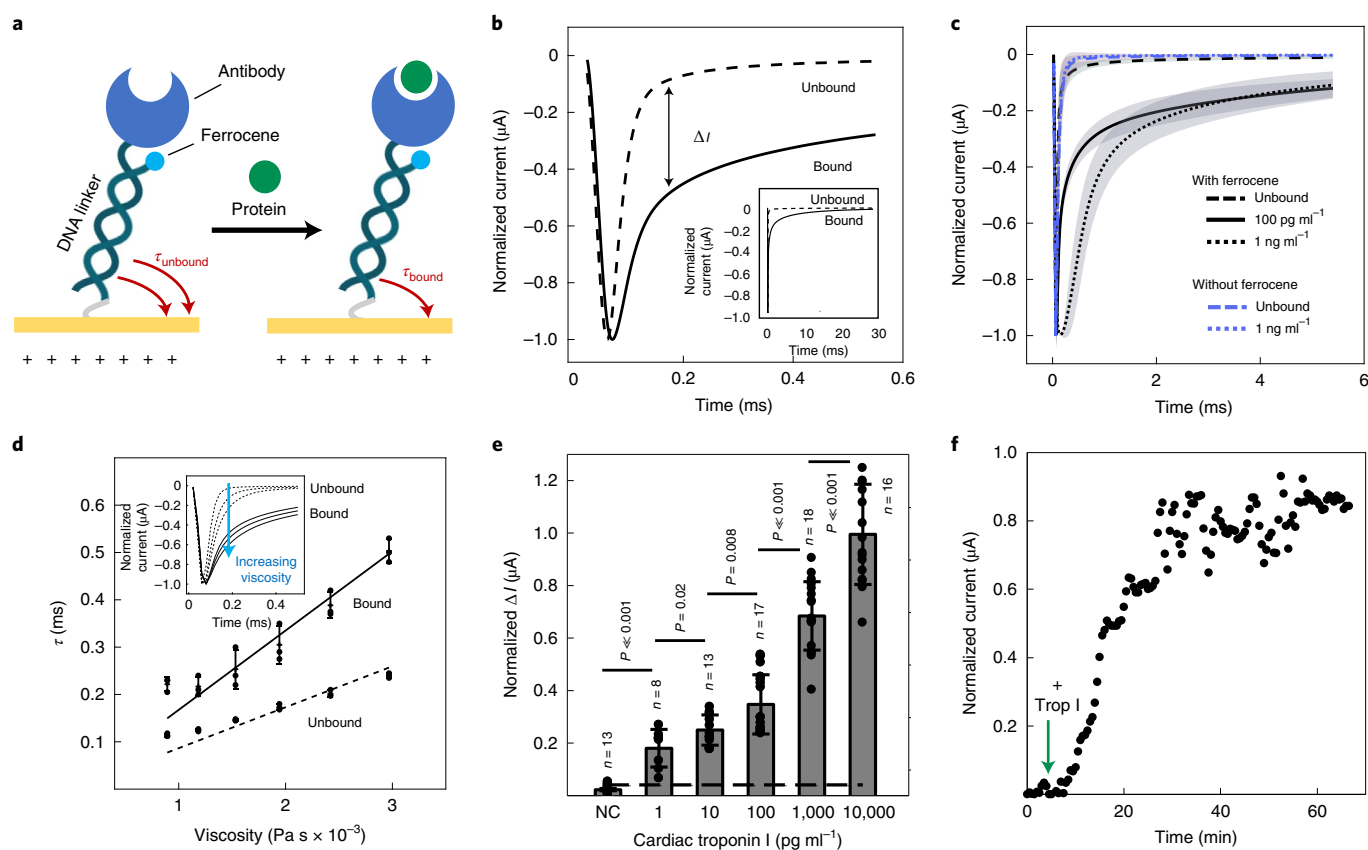 a
Antibody
Ferrocene
DNA linker
Protein
τunbound
τbound
+ + + + + + +
+ + + + + + +
b
Normalized current (μA)
0
−0.2
−0.4
−0.6
−0.8
−1.0
Unbound
ΔI
Bound
0 0.2 0.4 0.6
Time (ms)
Normalized
current (μA)
0
−0.2
−0.4
−0.6
−0.8
−1.0
Unbound
Bound
0 10 20 30
Time (ms)
c
Normalized current (μA)
0
−0.2
−0.4
−0.6
−0.8
−1.0
With ferrocene
Unbound
100 pg ml−1
1 ng ml−1
Without ferrocene
Unbound
1 ng ml−1
0 2 4 6
Time (ms)
d
τ (ms)
0.6
0.5
0.4
0.3
0.2
0.1
Normalized
current (μA)
0
−0.2
−0.4
−0.6
−0.8
−1.0
Unbound
Bound
Increasing
viscosity
0 0.2 0.4
Time (ms)
Bound
Unbound
1 2 3
Viscosity (Pa s × 10−3)
e
Normalized ΔI (μA)
1.2
1.0
0.8
0.6
0.4
0.2
P ≪ 0.001
P = 0.02
P = 0.008
P ≪ 0.001
P ≪ 0.001
n = 13
n = 8
n = 13
n = 17
n = 18
n = 16
NC 1 10 100 1,000 10,000
Cardiac troponin I (pg ml−1)
f
Normalized current (μA)
1.0
0.8
0.6
0.4
0.2
0
+
Trop I
0 20 40 60
Time (min)